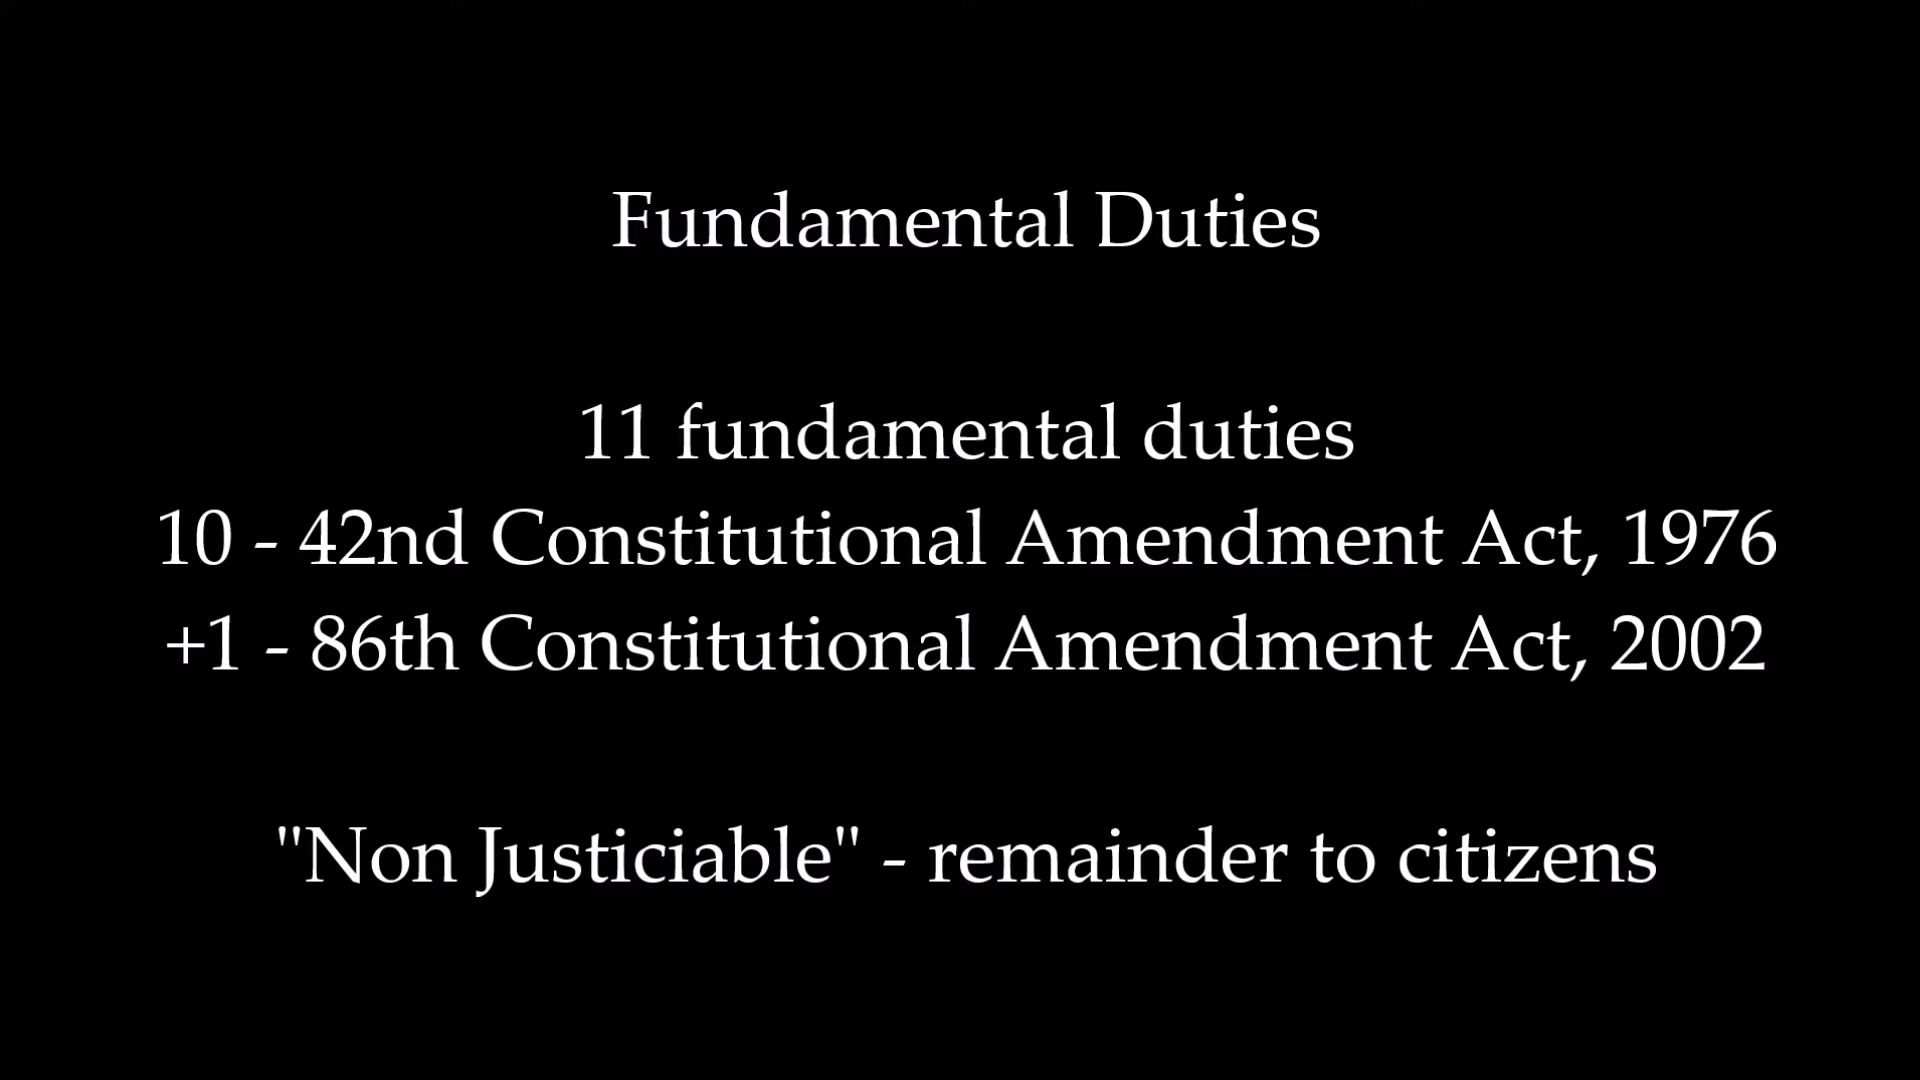 Fundamental Duties
11 fundamental duties
10 - 42nd Constitutional Amendment Act, 1976
+1 - 86th Constitutional Amendment Act, 2002
"Non Justiciable" - remainder to citizens